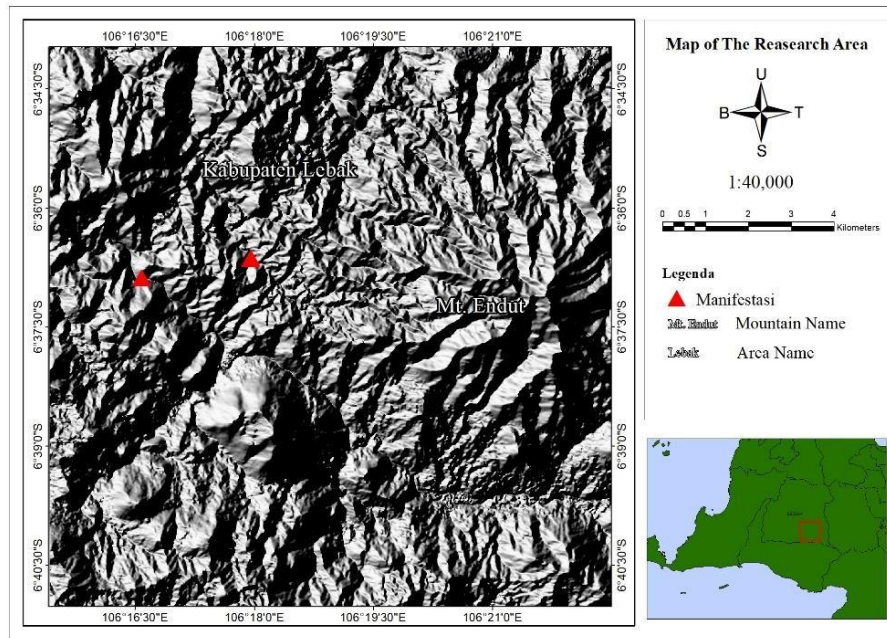 106°16'30"E 106°18'0"E 106°19'30"E 106°21'0"E
6°34'30"S 6°34'30"S
Kabupaten Lebak
6°36'0"S 6°36'0"S
Mt. Endut
6°37'30"S 6°37'30"S
6°39'0"S 6°39'0"S
6°40'30"S 6°40'30"S
106°16'30"E 106°18'0"E 106°19'30"E 106°21'0"E
Map of The Reasearch Area
U
B T
S
1:40,000
0 0.5 1 2 3 4
Kilometers
Legenda
Manifestasi
Mt. Endut Mountain Name
Lebak Area Name